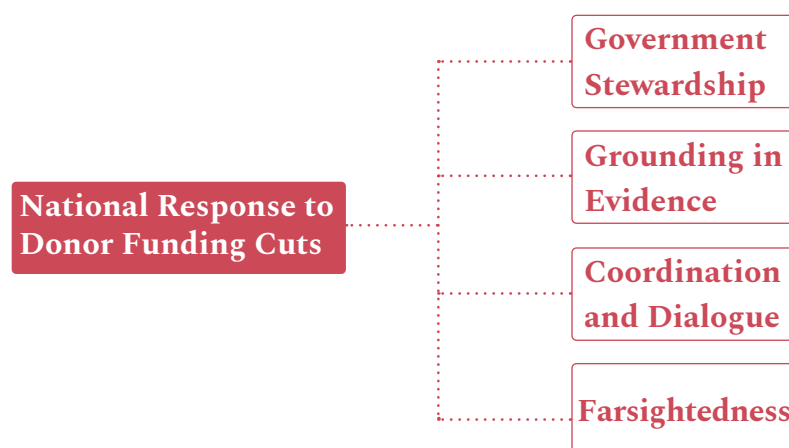 Government
Stewardship
Grounding in
Evidence
National Response to
Donor Funding Cuts
Coordination
and Dialogue
Farsightedness